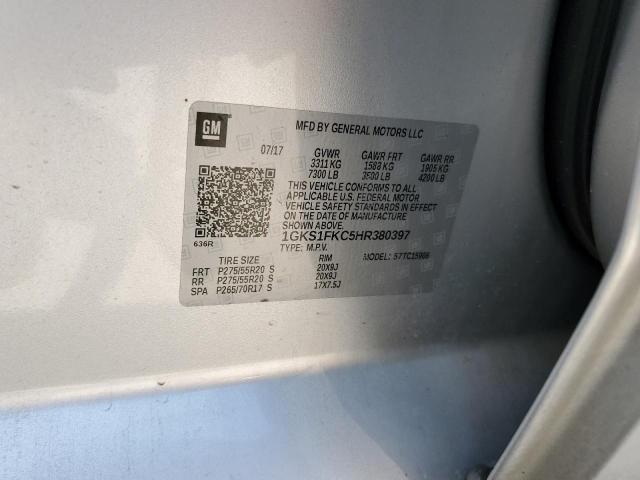 GM
MFD BY GENERAL MOTORS LLC
07/17 GVWR GAWR FRT GAWR RR
3311 KG 1588 KG 1905 KG
7300 LB 3500 LB 4200 LB
THIS VEHICLE CONFORMS TO ALL
APPLICABLE U.S. FEDERAL MOTOR
VEHICLE SAFETY STANDARDS IN EFFECT
ON THE DATE OF MANUFACTURE
SHOWN ABOVE.
1GKS1FKC5HR380397
636R TYPE: M.P.V. MODEL:
TIRE SIZE RIM
FRT P275/55R20 S 20X9J
RR P275/55R20 S 20X9J
SPA P265/70R17 S 17X7.5J